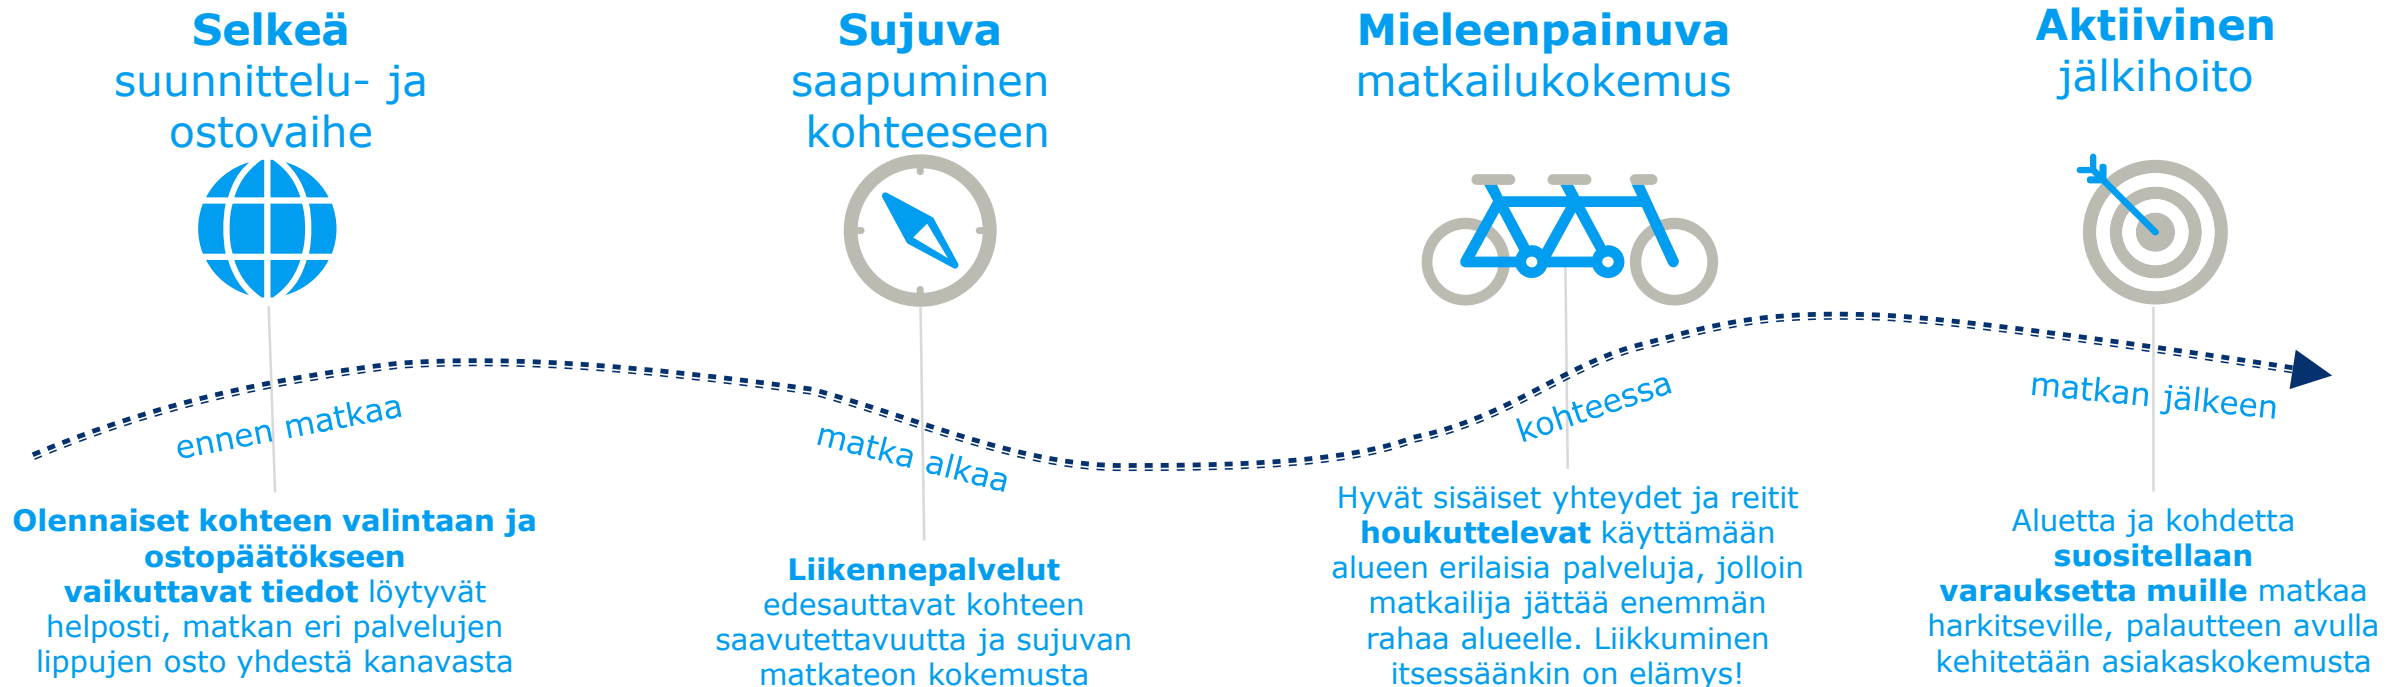 Selkeä
suunnittelu- ja
ostovaihe
ennen matkaa
Olennaiset kohteen valintaan ja
ostopäätökseen
vaikuttavat tiedot löytyvät
helposti, matkan eri palvelujen
lippujen osto yhdestä kanavasta
Sujuva
saapuminen
kohteeseen
matka alkaa
Liikennepalvelut
edesauttavat kohteen
saavutettavuutta ja sujuvan
matkateon kokemusta
Mieleenpainuva
matkailukokemus
kohteessa
Hyvät sisäiset yhteydet ja reitit
houkuttelevat käyttämään
alueen erilaisia palveluja, jolloin
matkailija jättää enemmän
rahaa alueelle. Liikkuminen
itsessäänkin on elämys!
Aktiivinen
jälkihoito
matkan jälkeen
Aluetta ja kohdetta
suositellaan
varauksetta muille matkaa
harkitseville, palautteen avulla
kehitetään asiakaskokemusta